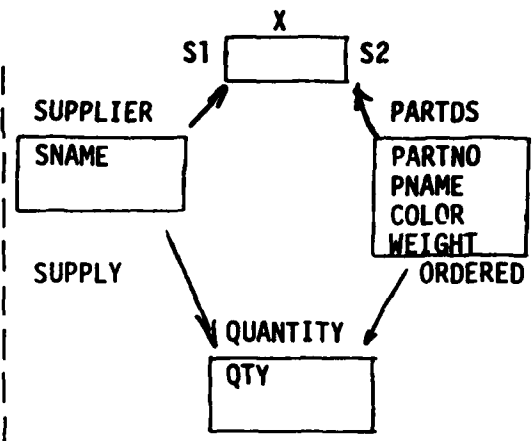 X
S1 S2
SUPPLIER PARTDS
SNAME PARTNO
PNAME
COLOR
WEIGHT
SUPPLY ORDERED
QUANTITY
QTY